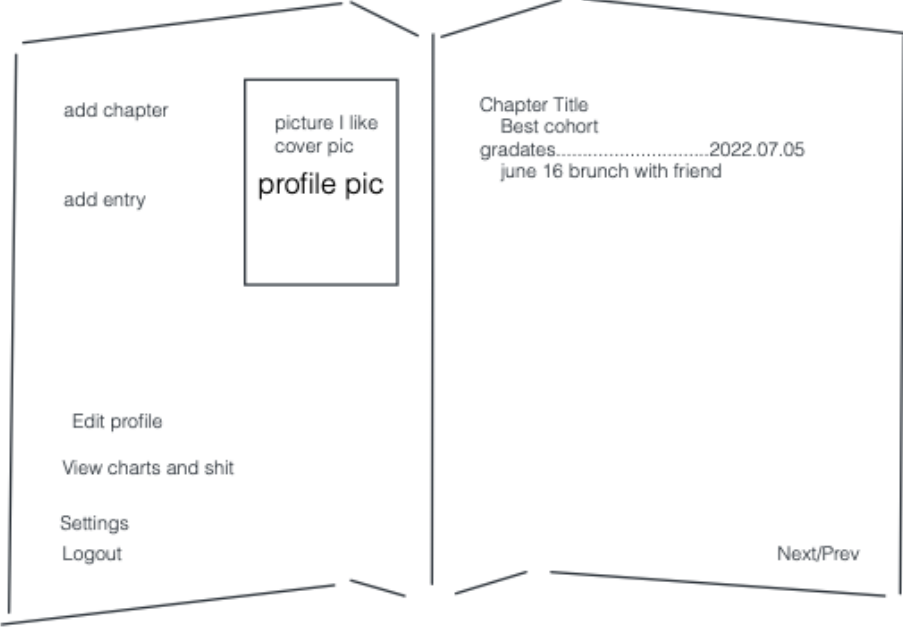 add chapter
picture I like
cover pic
profile pic
add entry
Edit profile
View charts and shit
Settings
Logout
Chapter Title
Best cohort
gradates............................2022.07.05
june 16 brunch with friend
Next/Prev